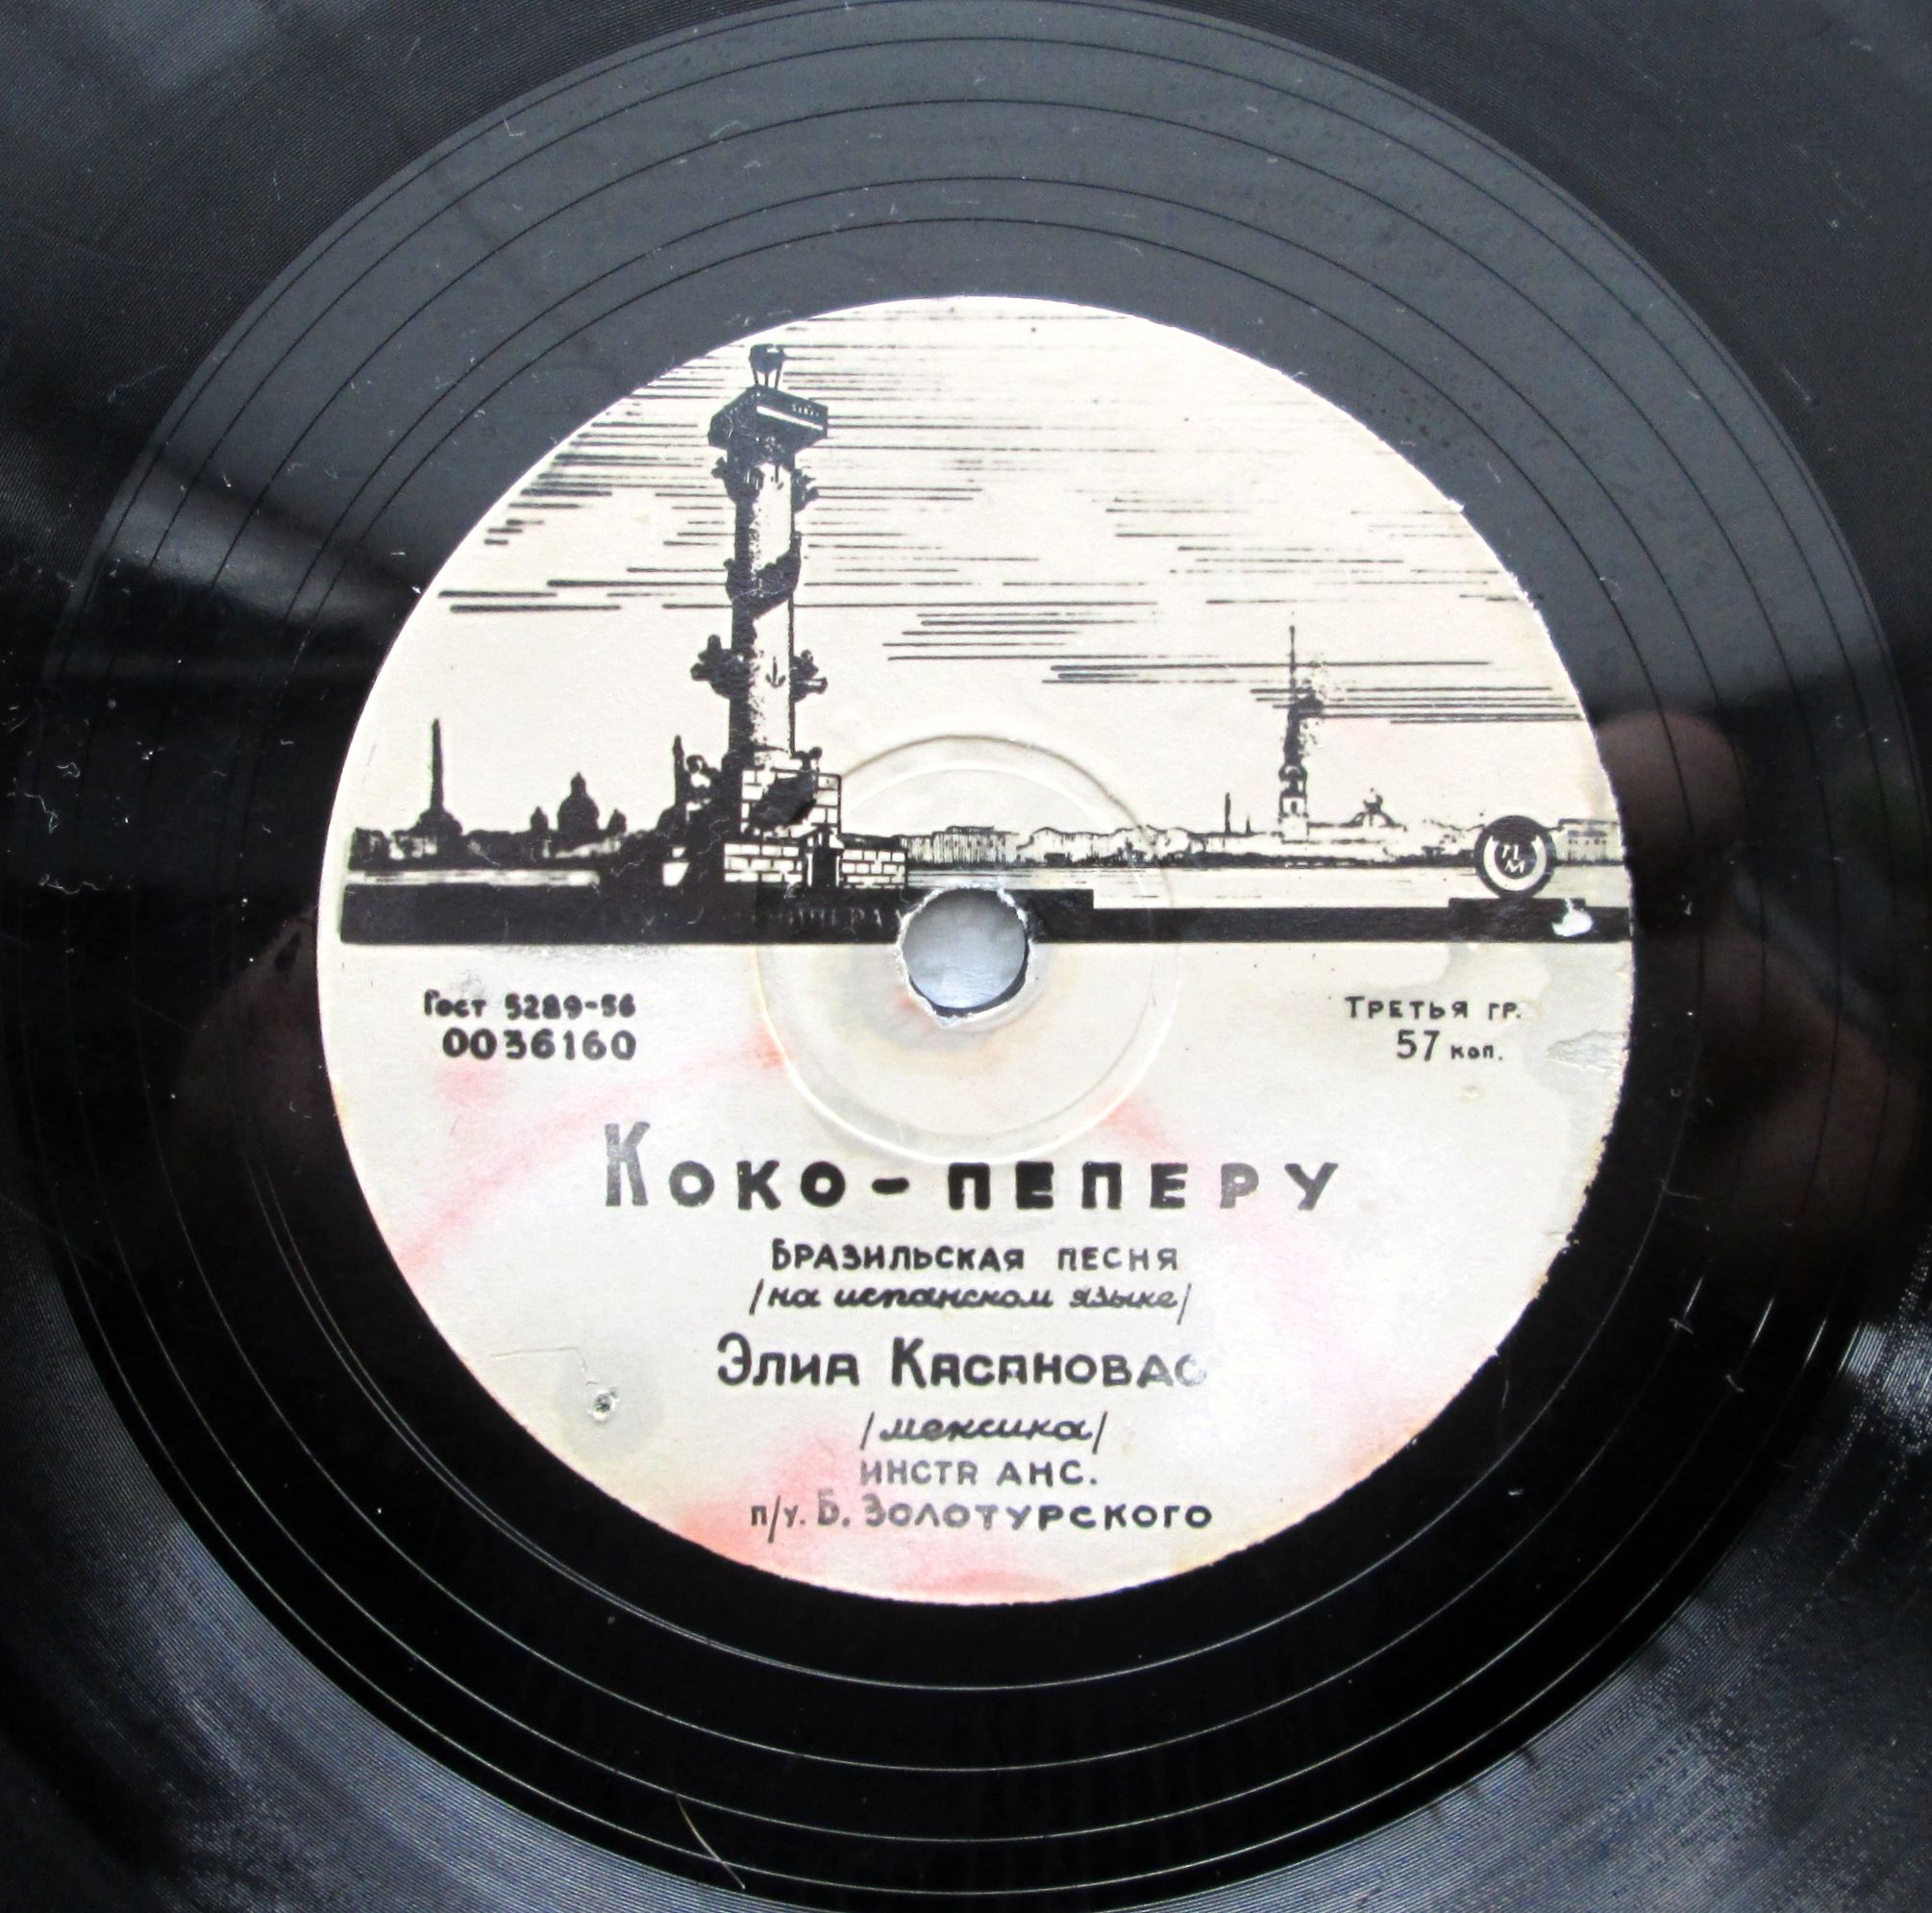 Гост 5289-56
0036160
Третья гр.
57 коп.
Коко-пеперу
Бразильская песня
/на испанском языке/
Элиа Касановас
/мексика/
инстр анс.
п/у. Б. Золотурского